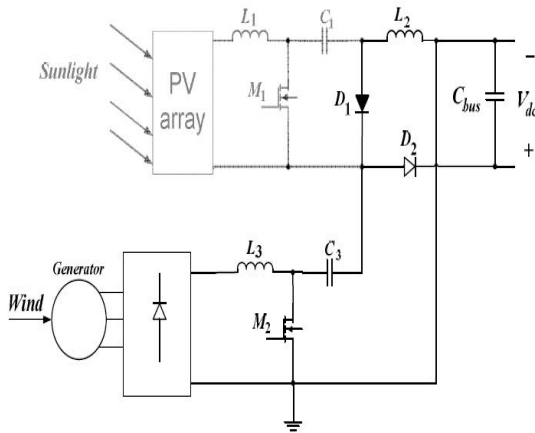 L1
C1
L2
Sunlight
PV
array
M1
D1
Cbus
Vdc
−
+
D2
Generator
Wind
L3
C3
M2